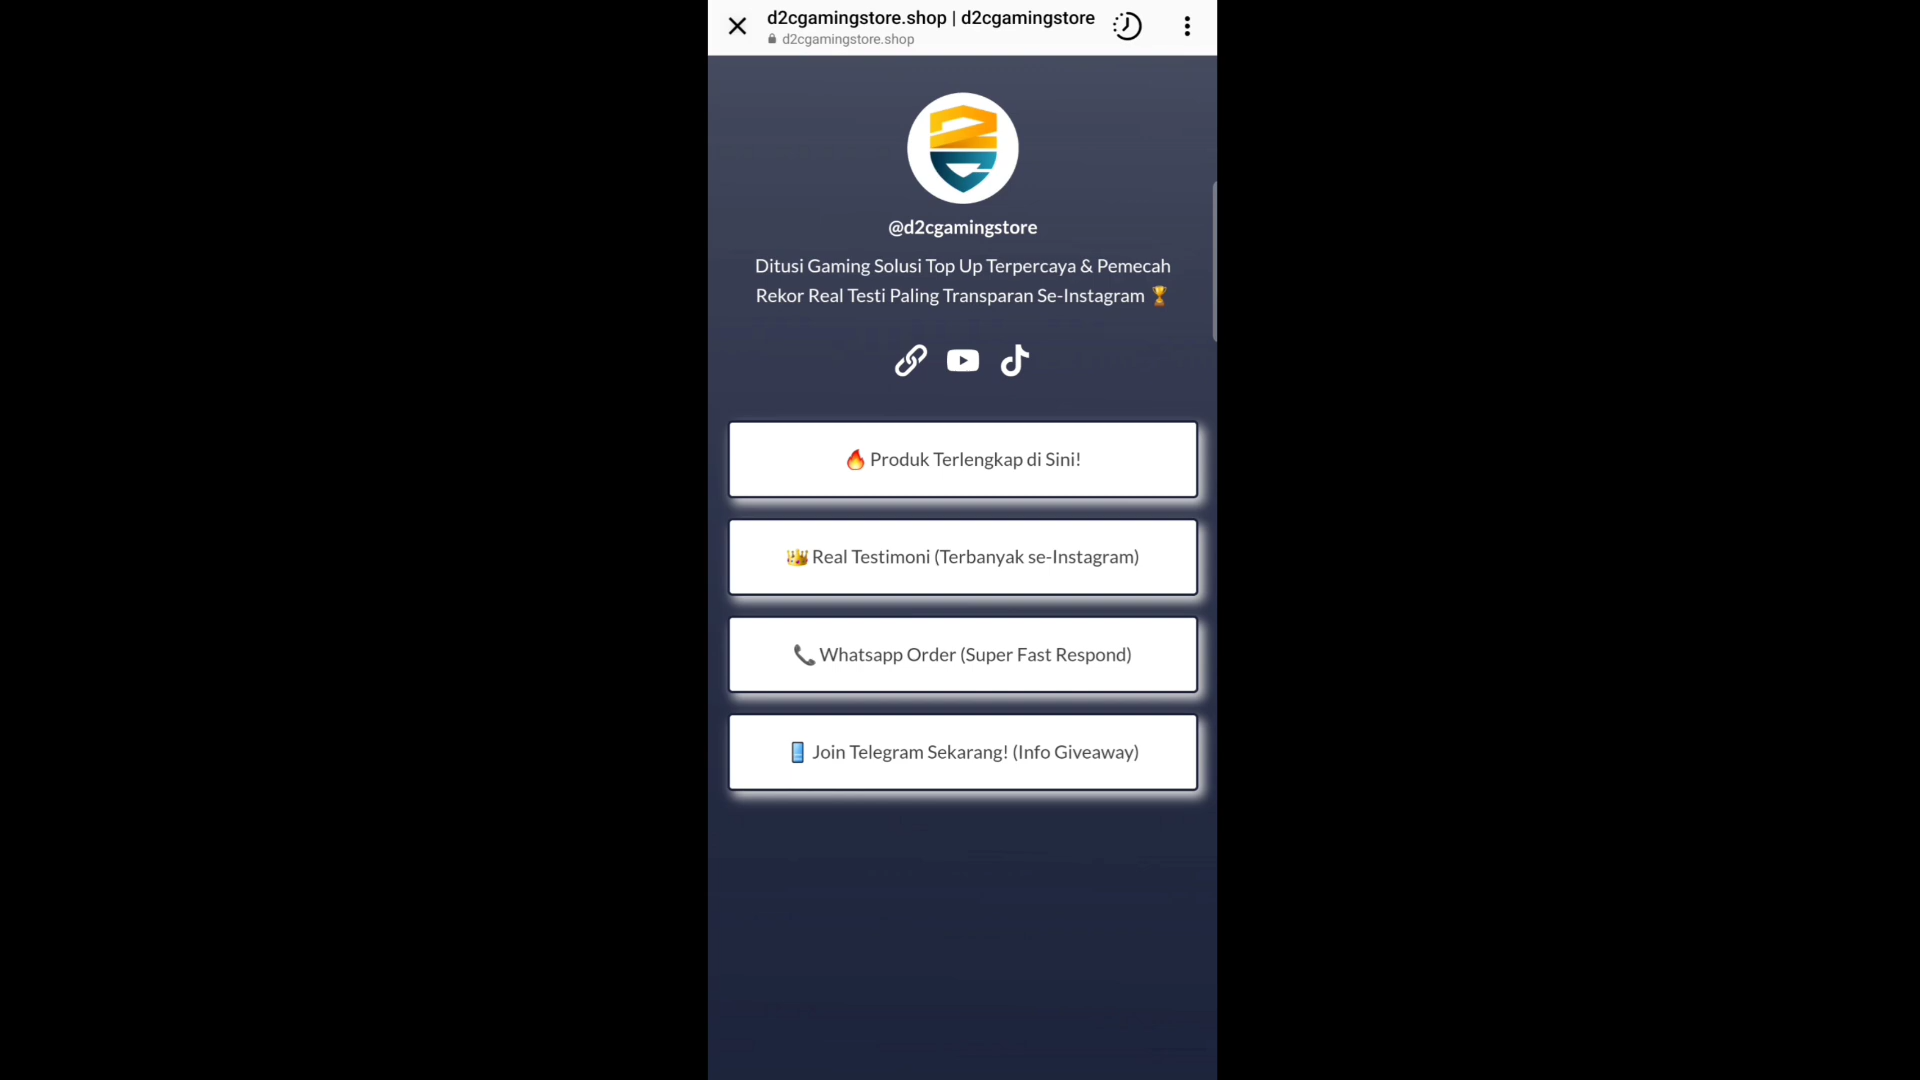 d2cgamingstore.shop | d2cgamingstore
d2cgamingstore.shop
@d2cgamingstore
Ditusi Gaming Solusi Top Up Terpercaya & Pemecah
Rekor Real Testi Paling Transparan Se-Instagram 🏆
🔥 Produk Terlengkap di Sini!
👑 Real Testimoni (Terbanyak se-Instagram)
📞 Whatsapp Order (Super Fast Respond)
📱 Join Telegram Sekarang! (Info Giveaway)